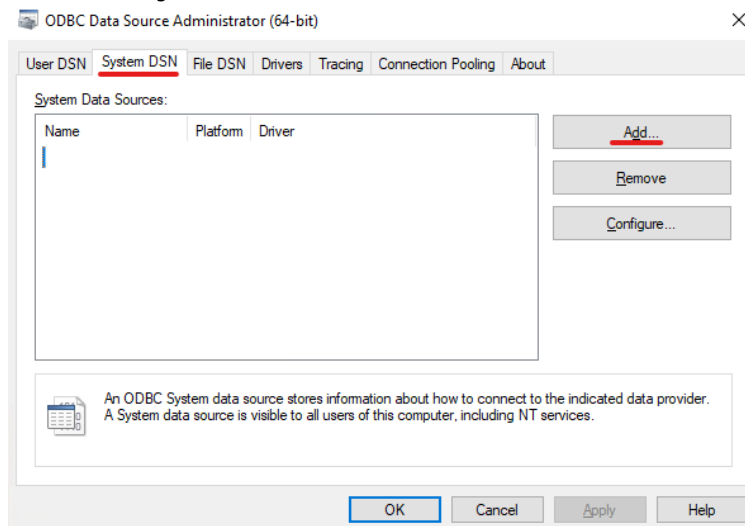 ODBC Data Source Administrator (64-bit)
User DSN System DSN File DSN Drivers Tracing Connection Pooling About
System Data Sources:
Name Platform Driver
Add...
Remove
Configure...
An ODBC System data source stores information about how to connect to the indicated data provider.
A System data source is visible to all users of this computer, including NT services.
OK Cancel Apply Help